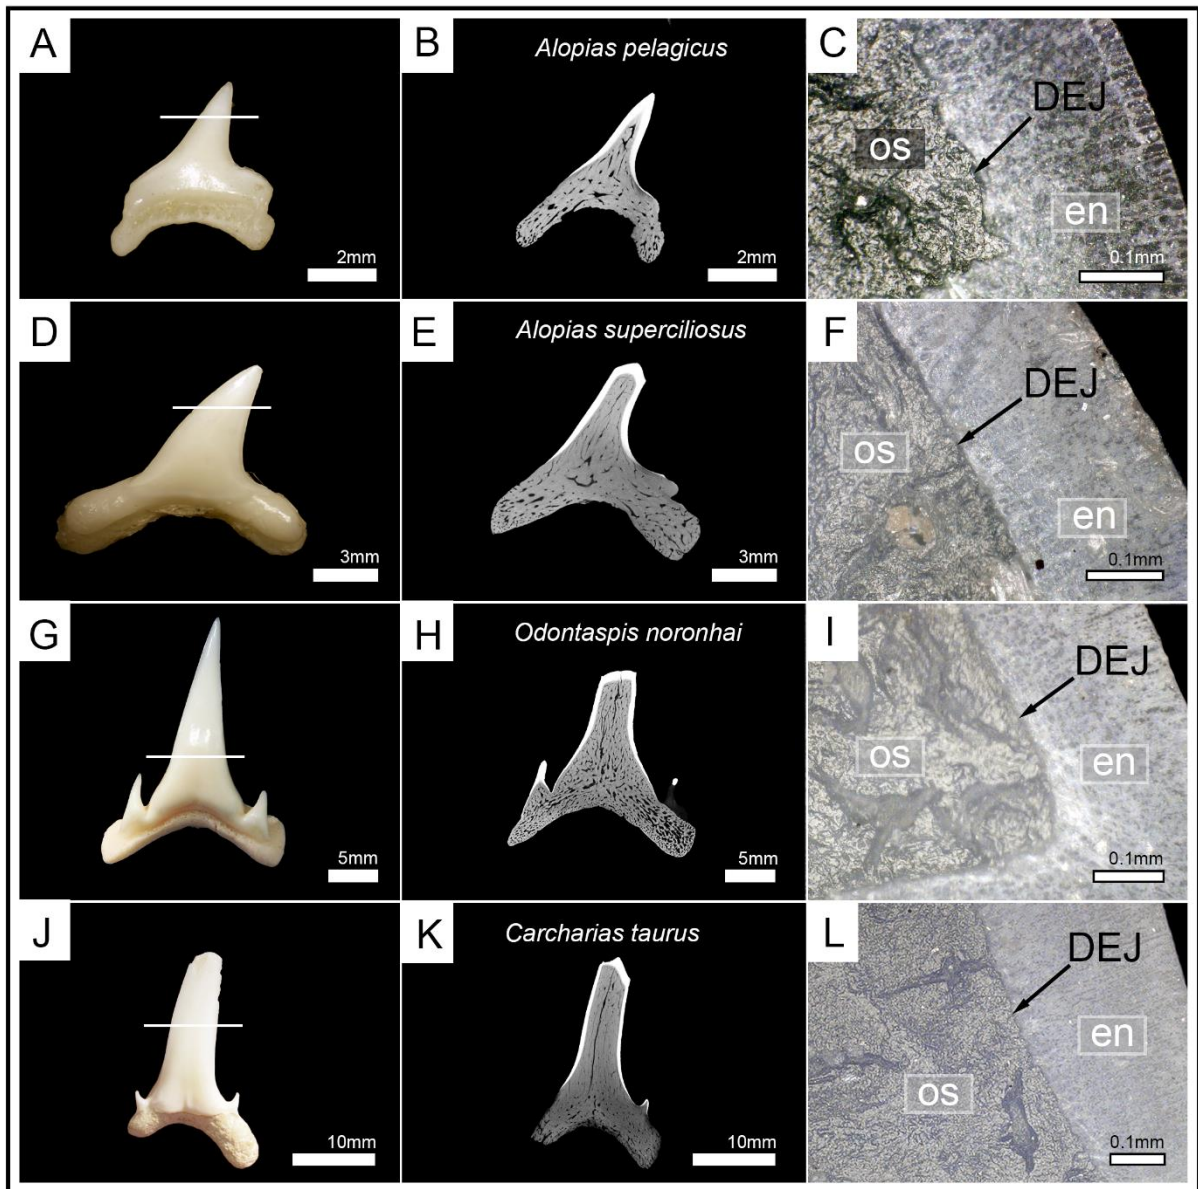 A
2mm
B
Alopias pelagicus
2mm
C
DEJ
os
en
0.1mm
D
3mm
E
Alopias superciliosus
3mm
F
DEJ
os
en
0.1mm
G
5mm
H
Odontaspis noronhai
5mm
I
DEJ
os
en
0.1mm
J
10mm
K
Carcharias taurus
10mm
L
DEJ
en
os
0.1mm